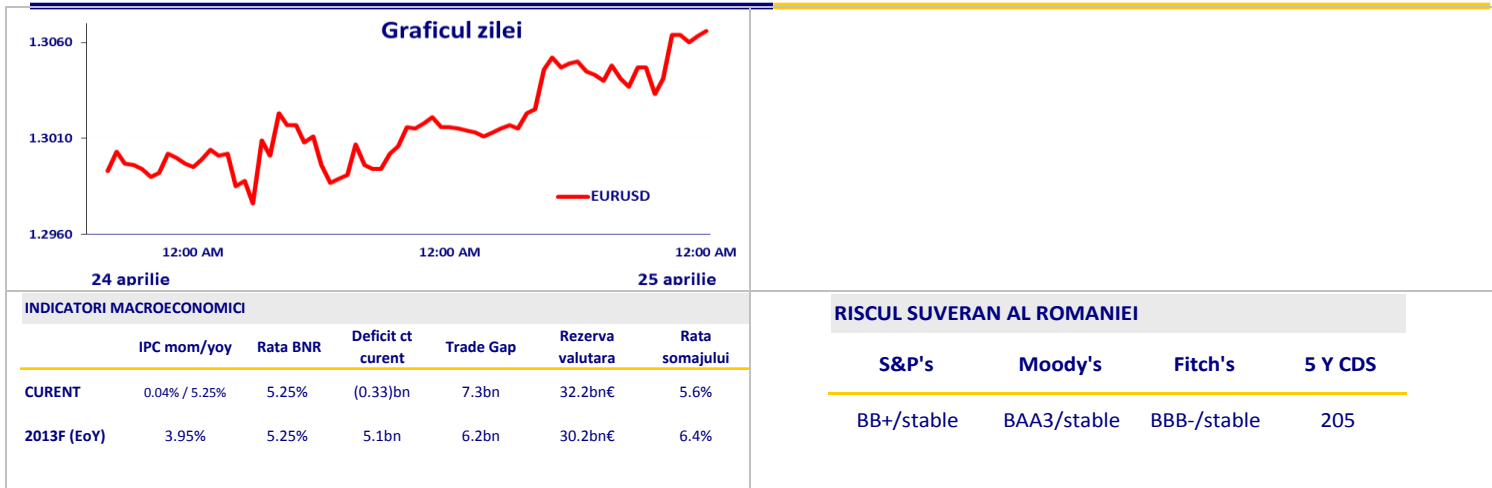 Graficul zilei
1.3060
1.3010
1.2960
EURUSD
12:00 AM 12:00 AM 12:00 AM
24 aprilie 25 aprilie
INDICATORI MACROECONOMICI
IPC mom/yoy Rata BNR Deficit ct curent Trade Gap Rezerva valutara Rata somajului
CURENT 0.04% / 5.25% 5.25% (0.33)bn 7.3bn 32.2bn€ 5.6%
2013F (EoY) 3.95% 5.25% 5.1bn 6.2bn 30.2bn€ 6.4%
RISCUL SUVERAN AL ROMANIEI
S&P's Moody's Fitch's 5 Y CDS
BB+/stable BAA3/stable BBB-/stable 205